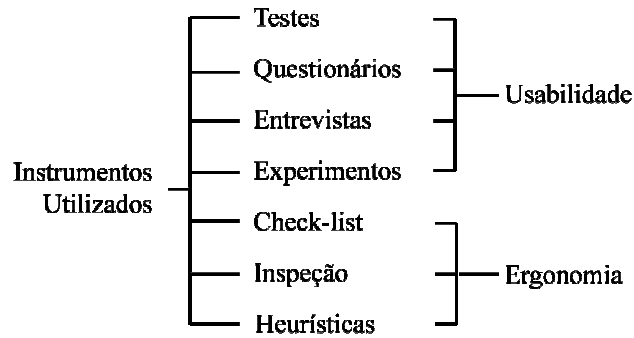 Testes
Questionários
Usabilidade
Entrevistas
Instrumentos
Utilizados
Experimentos
Check-list
Inspeção
Ergonomia
Heurísticas